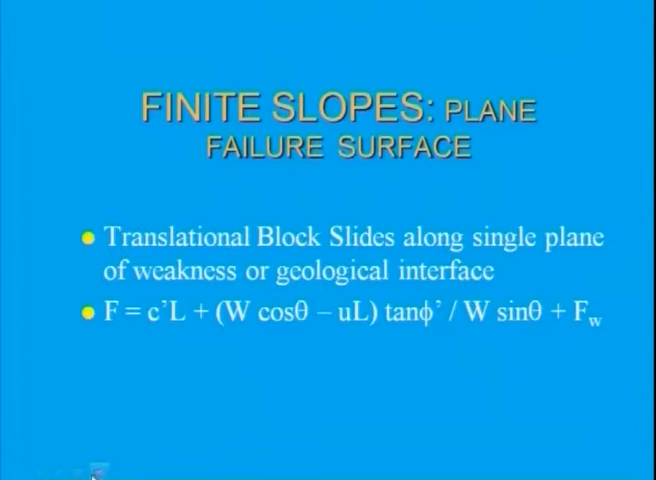 FINITE SLOPES: PLANE
FAILURE SURFACE
Translational Block Slides along single plane
of weakness or geological interface
F = c’L + (W cosθ – uL) tanϕ’ / W sinθ + Fw